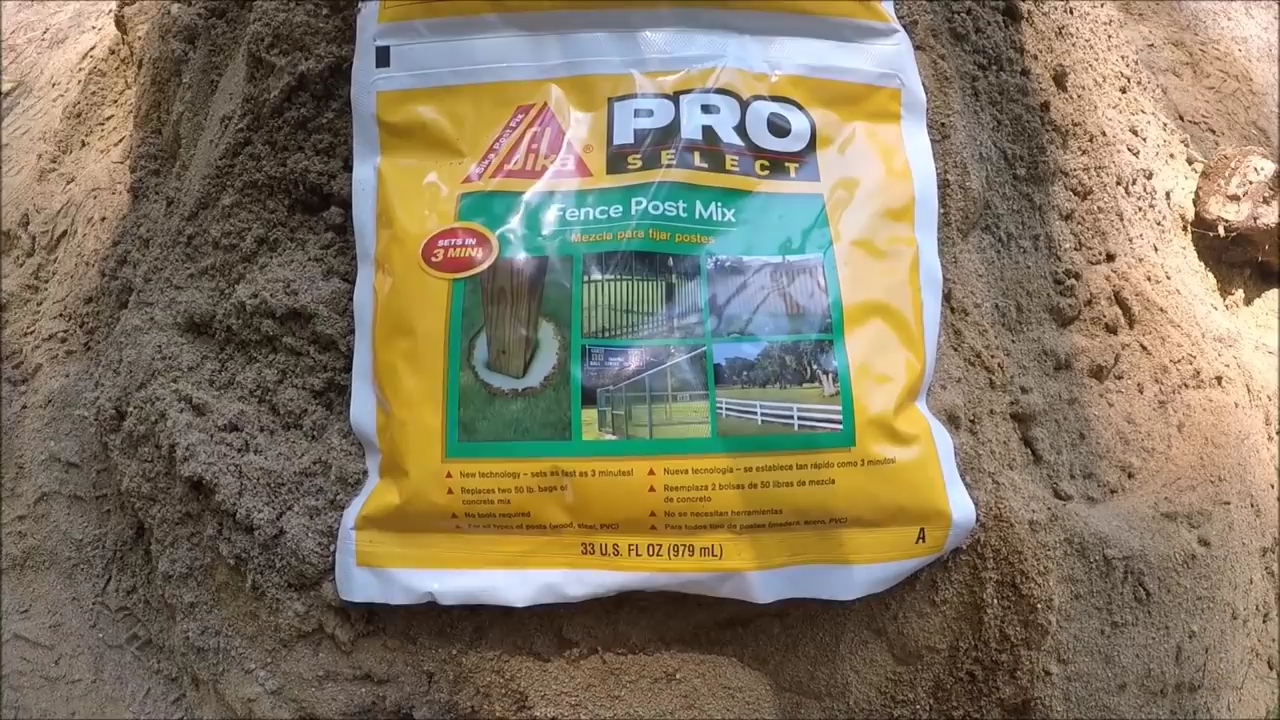 Sika Post Fix
Sika®
PRO
SELECT
Fence Post Mix
Mezcla para fijar postes
SETS IN
3 MIN!
New technology – sets as fast as 3 minutes!
Replaces two 50 lb. bags of
concrete mix
No tools required
For all types of posts (wood, steel, PVC)
Nueva tecnología – se establece tan rápido como 3 minutos!
Reemplaza 2 bolsas de 50 libras de mezcla
de concreto
No se necesitan herramientas
Para todos tipo de postes (madera, acero, PVC)
33 U.S. FL OZ (979 mL)
A